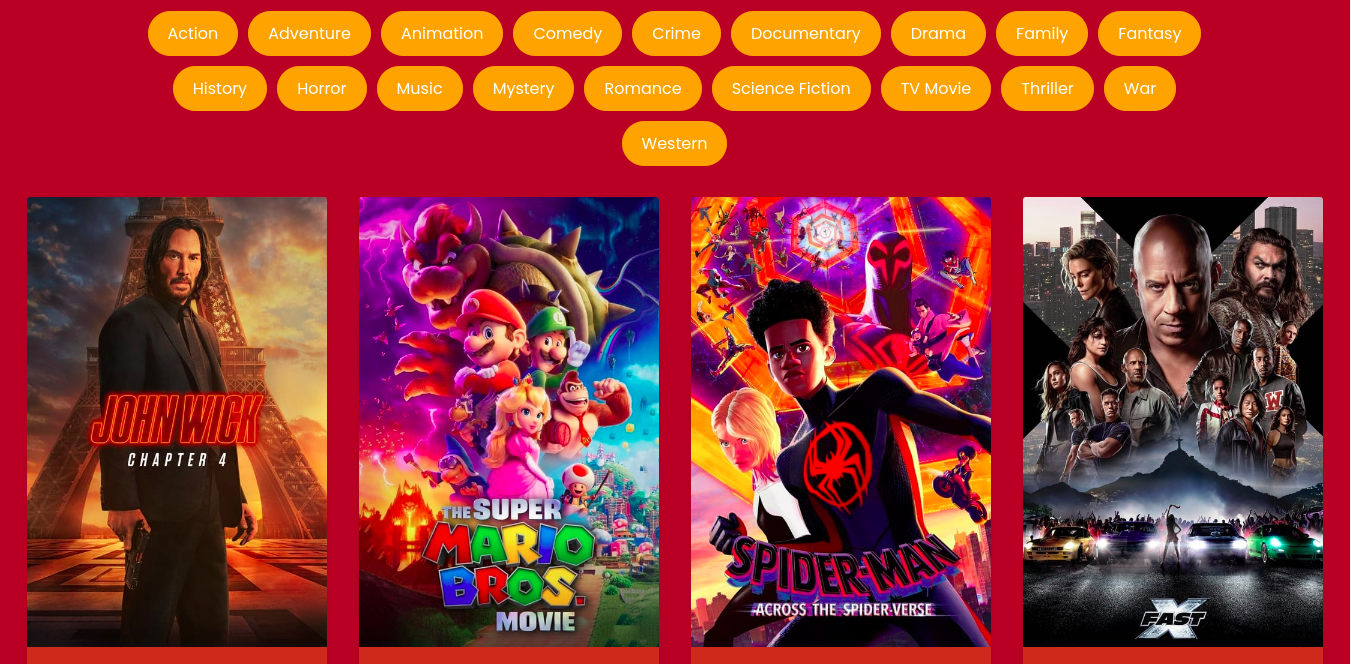 Action Adventure Animation Comedy Crime Documentary Drama Family Fantasy
History Horror Music Mystery Romance Science Fiction TV Movie Thriller War
Western
JOHN WICK
CHAPTER 4
THE SUPER
MARIO
BROS.
MOVIE
SPIDER-MAN
ACROSS THE SPIDER-VERSE
W
FAST X